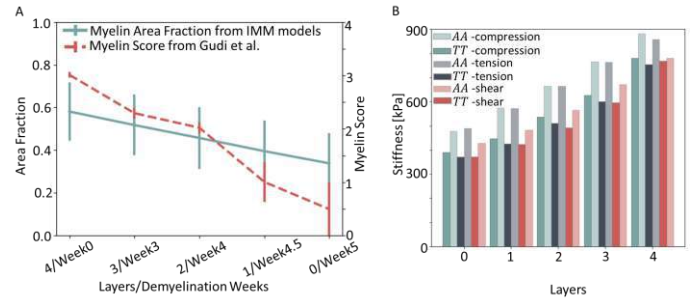 A
Myelin Area Fraction from IMM models
Myelin Score from Gudi et al.
1.0
0.8
0.6
0.4
0.2
0.0
Area Fraction
4
3
2
1
0
Myelin Score
4/Week0
3/Week3
2/Week4
1/Week4.5
0/Week5
Layers/Demyelination Weeks
B
AA -compression
TT -compression
AA -tension
TT -tension
AA -shear
TT -shear
900
600
300
0
Stiffness [kPa]
0 1 2 3 4
Layers